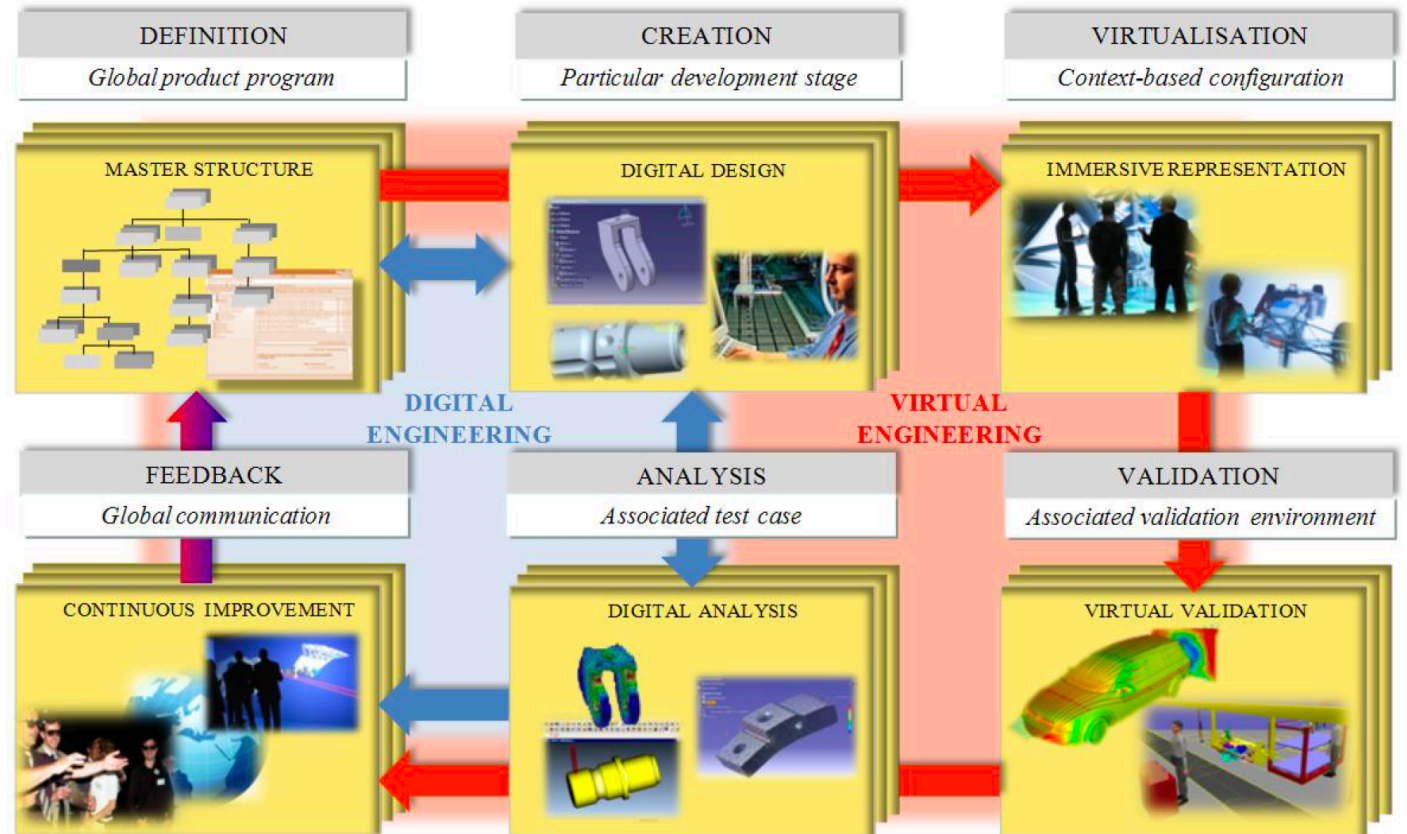 DEFINITION
Global product program
CREATION
Particular development stage
VIRTUALISATION
Context-based configuration
MASTER STRUCTURE
DIGITAL DESIGN
IMMERSIVE REPRESENTATION
DIGITAL
ENGINEERING
VIRTUAL
ENGINEERING
FEEDBACK
Global communication
ANALYSIS
Associated test case
VALIDATION
Associated validation environment
CONTINUOUS IMPROVEMENT
DIGITAL ANALYSIS
VIRTUAL VALIDATION